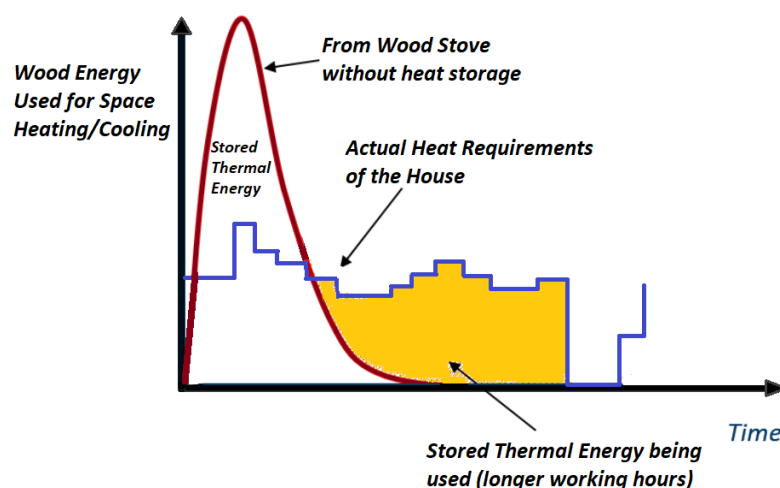 From Wood Stove
without heat storage
Wood Energy
Used for Space
Heating/Cooling
Stored
Thermal
Energy
Actual Heat Requirements
of the House
Time
Stored Thermal Energy being
used (longer working hours)